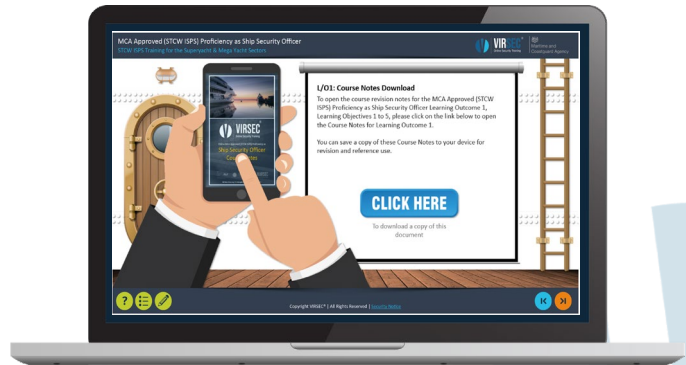 MCA Approved (STCW ISPS) Proficiency as Ship Security Officer
STCW ISPS Training for the Superyacht & Mega Yacht Sectors
VIRSEC®
Online Security Training
Maritime and
Coastguard Agency
L/O1: Course Notes Download
To open the course revision notes for the MCA Approved (STCW
ISPS) Proficiency as Ship Security Officer Learning Outcome 1,
Learning Objectives 1 to 5, please click on the link below to open
the Course Notes for Learning Outcome 1.
You can save a copy of these Course Notes to your device for
revision and reference use.
CLICK HERE
To download a copy of this
document
VIRSEC
Ship Security Officer
?
Copyright VIRSEC® | All Rights Reserved | Security Notice